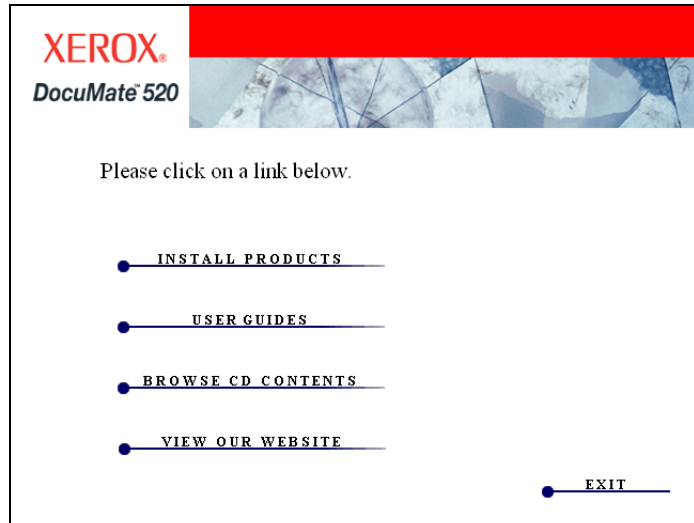 XEROX®
DocuMate™ 520
Please click on a link below.
INSTALL PRODUCTS
USER GUIDES
BROWSE CD CONTENTS
VIEW OUR WEBSITE
EXIT